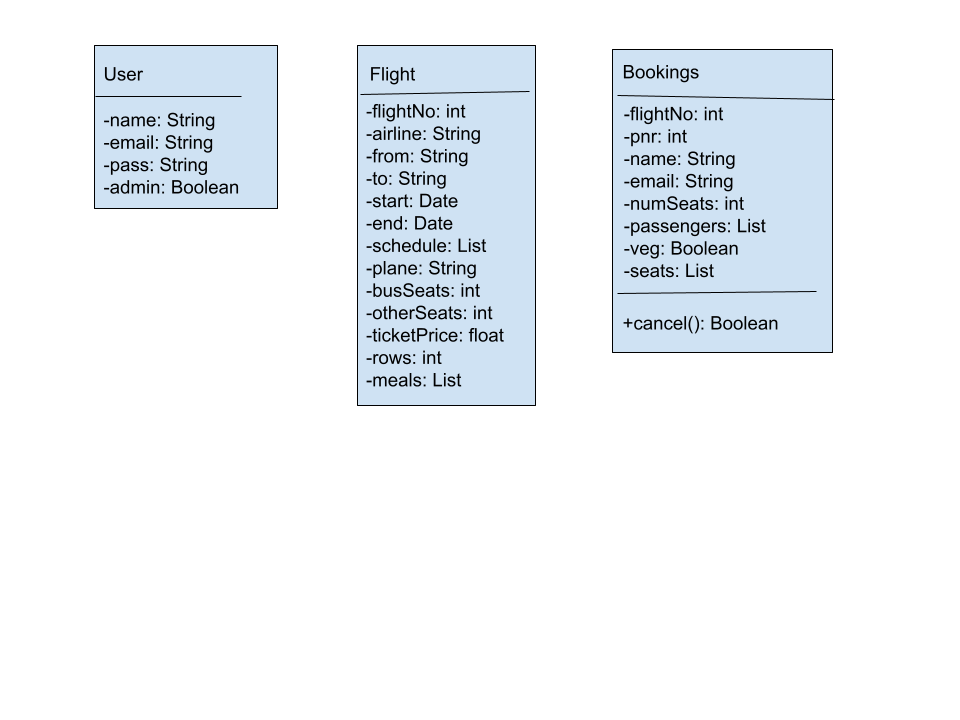 User
-name: String
-email: String
-pass: String
-admin: Boolean
Flight
-flightNo: int
-airline: String
-from: String
-to: String
-start: Date
-end: Date
-schedule: List
-plane: String
-busSeats: int
-otherSeats: int
-ticketPrice: float
-rows: int
-meals: List
Bookings
-flightNo: int
-pnr: int
-name: String
-email: String
-numSeats: int
-passengers: List
-veg: Boolean
-seats: List
+cancel(): Boolean